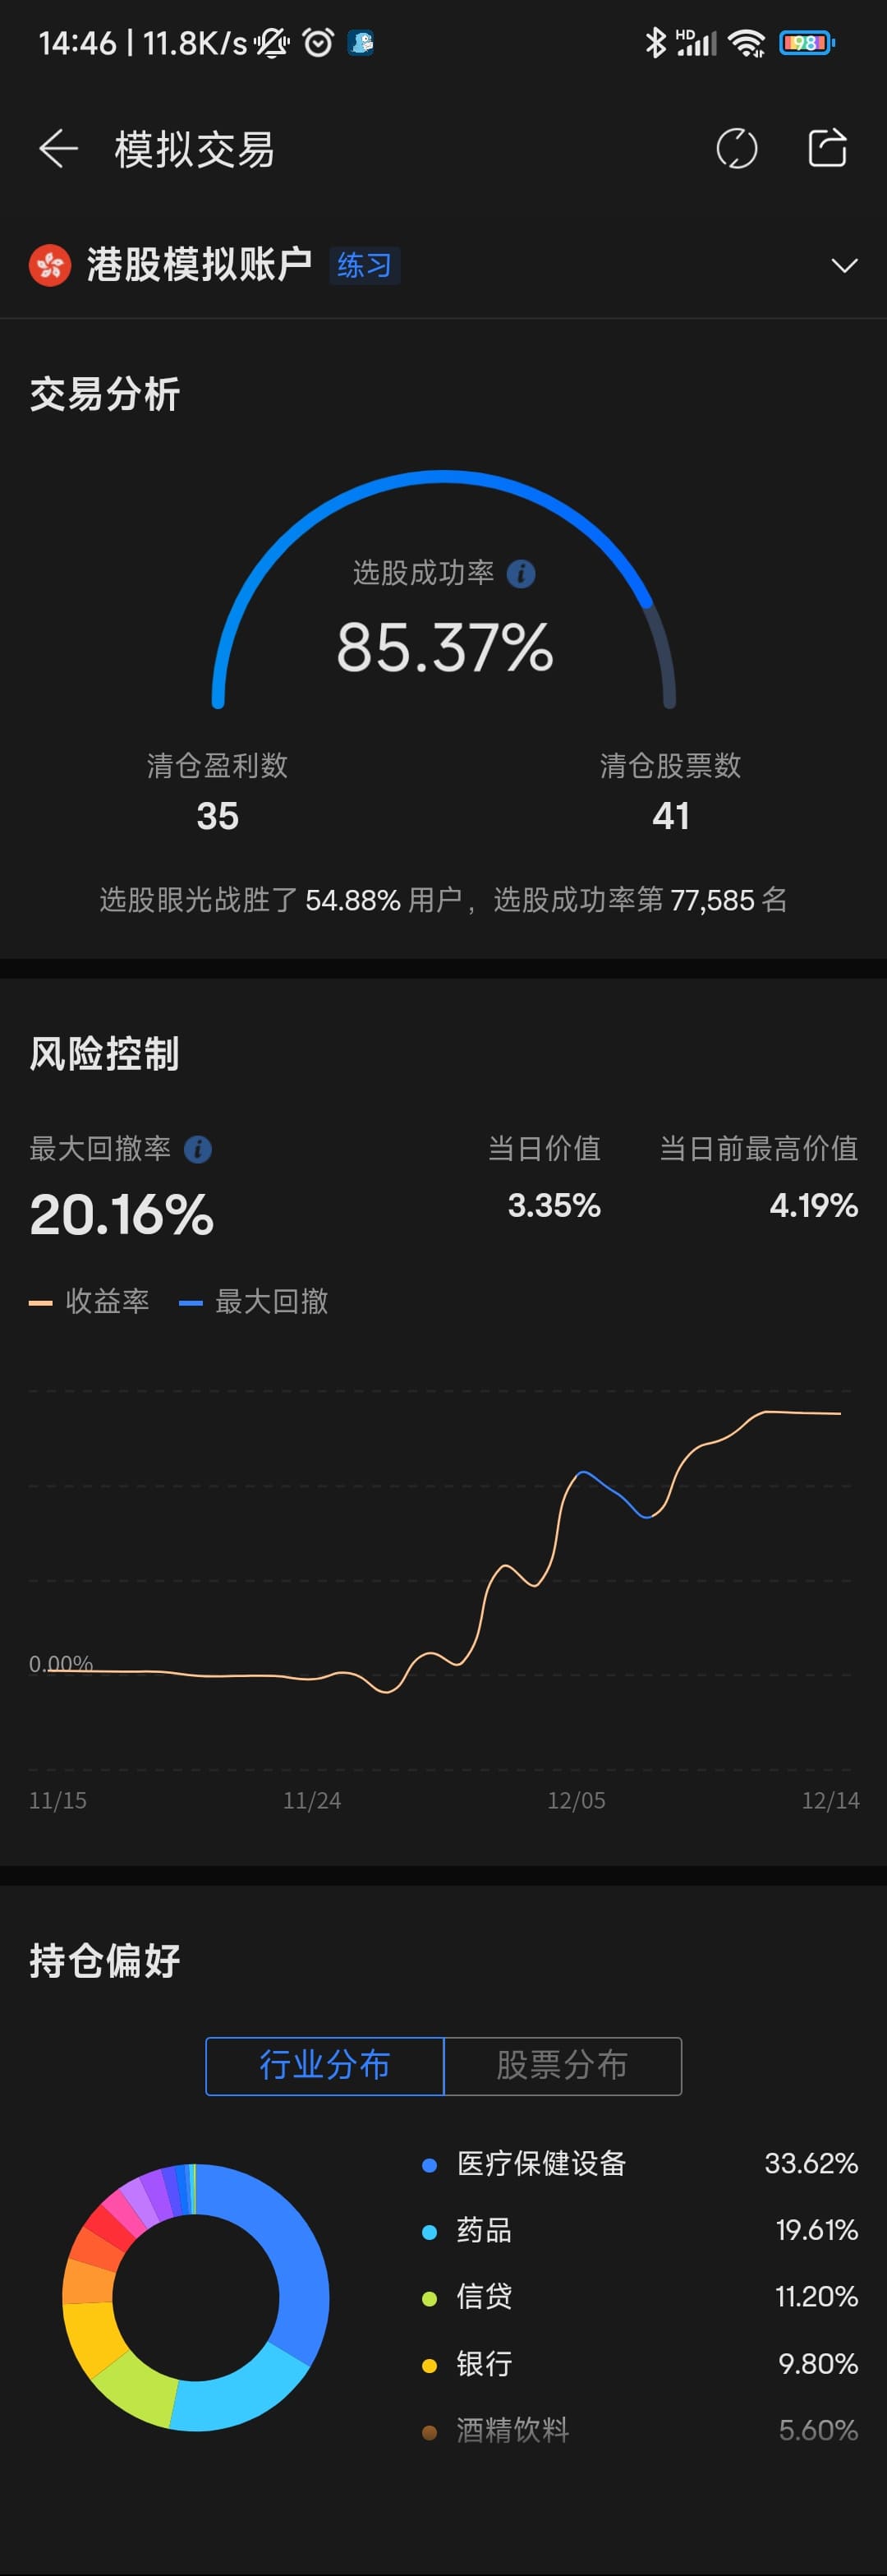 14:46 | 11.8K/s HD 98
模拟交易
港股模拟账户 练习
交易分析
选股成功率 i
85.37%
清仓盈利数 清仓股票数
35 41
选股眼光战胜了 54.88% 用户，选股成功率第 77,585 名
风险控制
最大回撤率 i 当日价值 当日前最高价值
20.16% 3.35% 4.19%
收益率 最大回撤
0.00%
11/15 11/24 12/05 12/14
持仓偏好
行业分布 股票分布
医疗保健设备 33.62%
药品 19.61%
信贷 11.20%
银行 9.80%
酒精饮料 5.60%